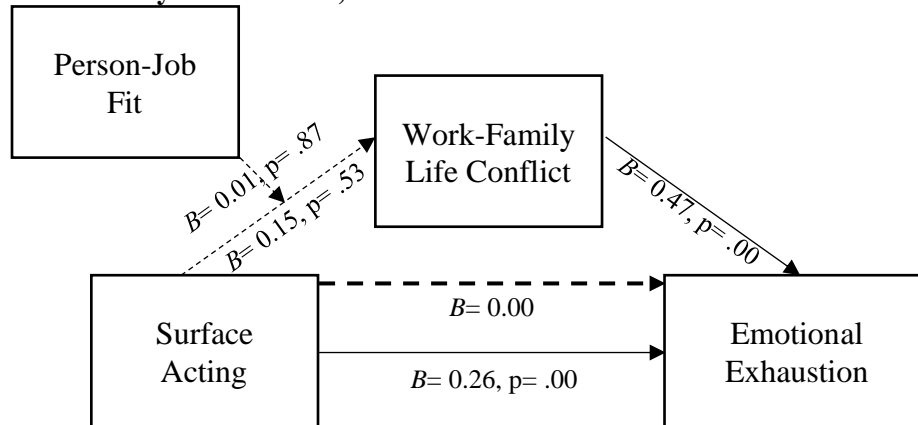 Person-Job
Fit
Work-Family
Life Conflict
B= 0.01, p= .87
B= 0.15, p= .53
B= 0.47, p= .00
Surface
Acting
B= 0.00
B= 0.26, p= .00
Emotional
Exhaustion